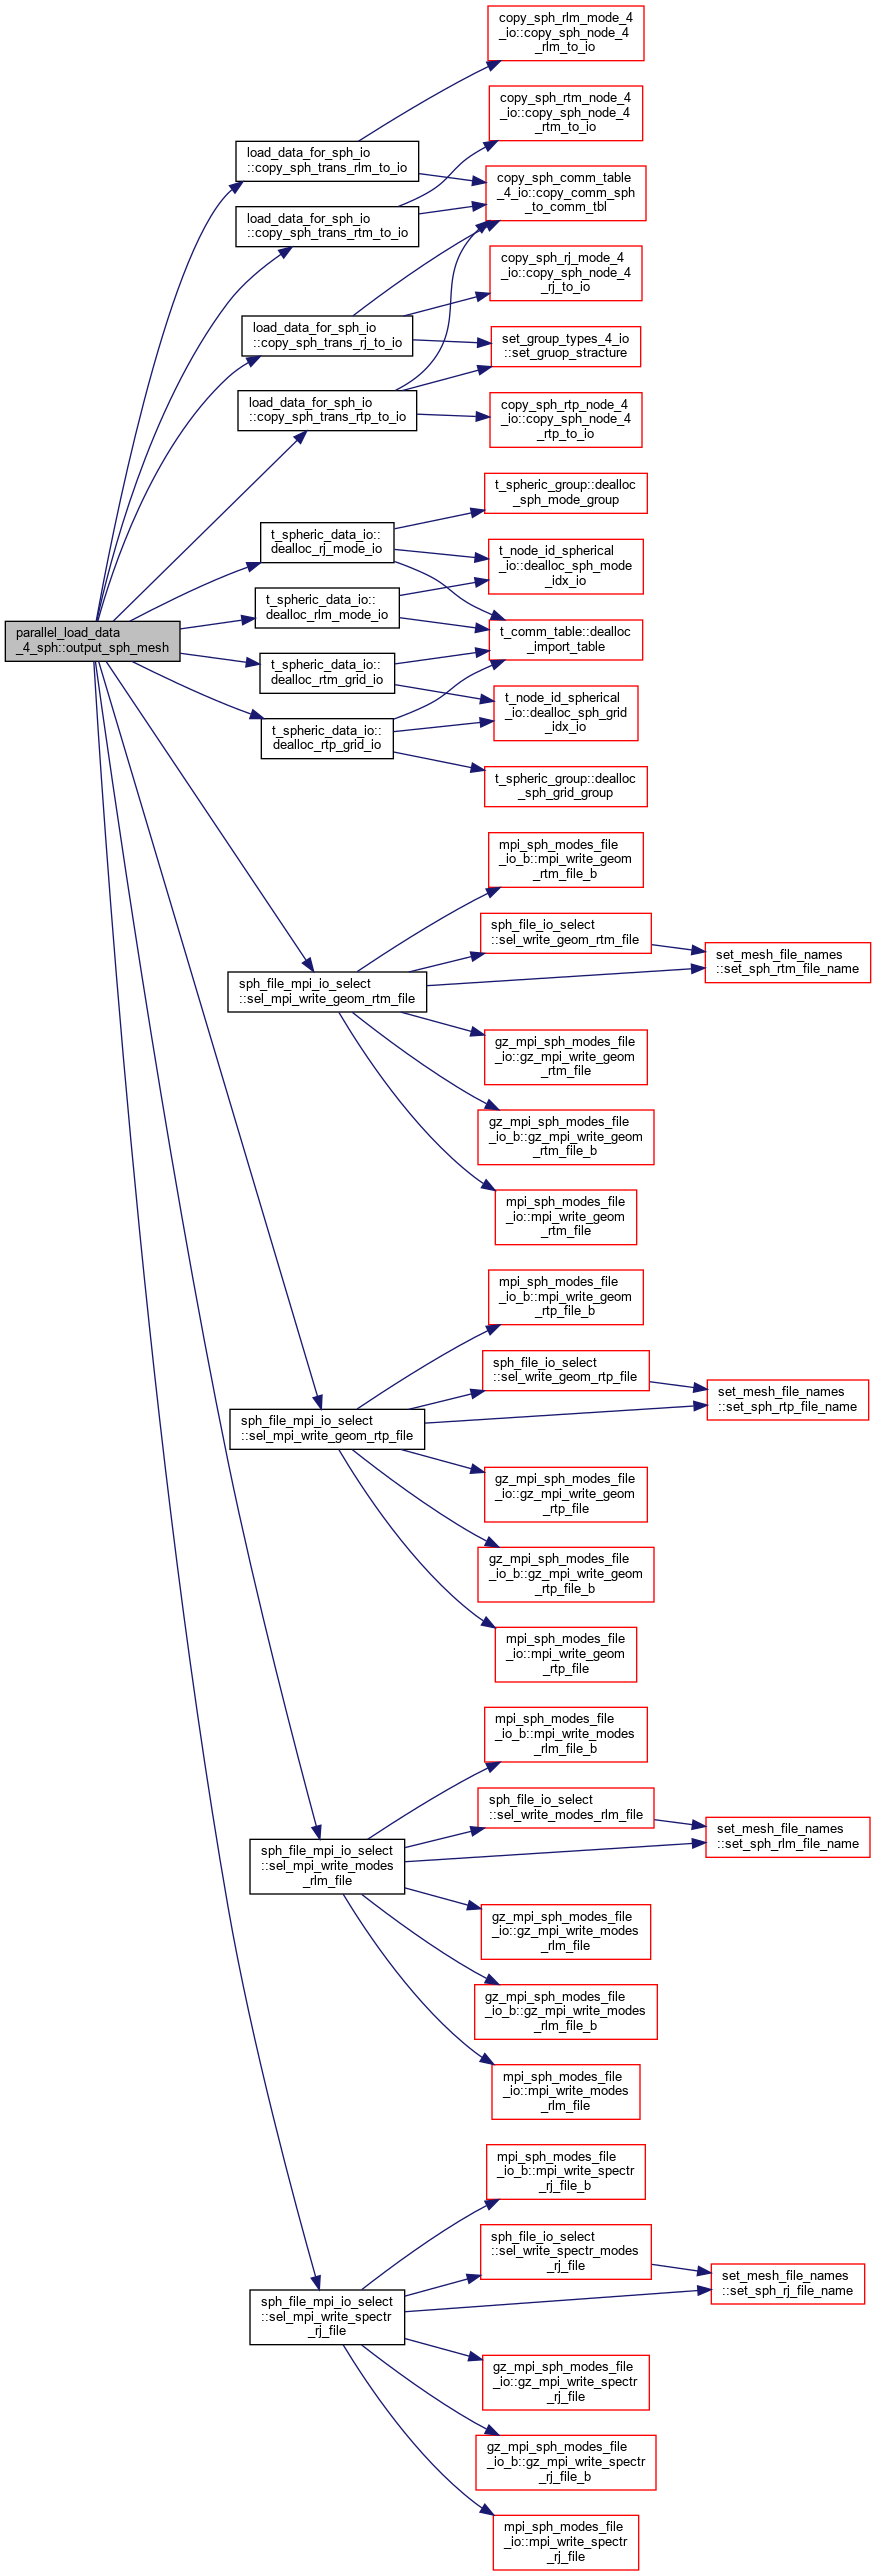 copy_sph_rlm_mode_4
_io::copy_sph_node_4
_rlm_to_io
copy_sph_rtm_node_4
_io::copy_sph_node_4
_rtm_to_io
load_data_for_sph_io
::copy_sph_trans_rlm_to_io
copy_sph_comm_table
_4_io::copy_comm_sph
_to_comm_tbl
load_data_for_sph_io
::copy_sph_trans_rtm_to_io
copy_sph_rj_mode_4
_io::copy_sph_node_4
_rj_to_io
load_data_for_sph_io
::copy_sph_trans_rj_to_io
set_group_types_4_io
::set_gruop_stracture
load_data_for_sph_io
::copy_sph_trans_rtp_to_io
copy_sph_rtp_node_4
_io::copy_sph_node_4
_rtp_to_io
t_spheric_group::dealloc
_sph_mode_group
t_spheric_data_io::
dealloc_rj_mode_io
t_node_id_spherical
_io::dealloc_sph_mode
_idx_io
t_spheric_data_io::
dealloc_rlm_mode_io
parallel_load_data
_4_sph::output_sph_mesh
t_comm_table::dealloc
_import_table
t_spheric_data_io::
dealloc_rtm_grid_io
t_node_id_spherical
_io::dealloc_sph_grid
_idx_io
t_spheric_data_io::
dealloc_rtp_grid_io
t_spheric_group::dealloc
_sph_grid_group
mpi_sph_modes_file
_io_b::mpi_write_geom
_rtm_file_b
sph_file_io_select
::sel_write_geom_rtm_file
set_mesh_file_names
::set_sph_rtm_file_name
sph_file_mpi_io_select
::sel_mpi_write_geom_rtm_file
gz_mpi_sph_modes_file
_io::gz_mpi_write_geom
_rtm_file
gz_mpi_sph_modes_file
_io_b::gz_mpi_write_geom
_rtm_file_b
mpi_sph_modes_file
_io::mpi_write_geom
_rtm_file
mpi_sph_modes_file
_io_b::mpi_write_geom
_rtp_file_b
sph_file_io_select
::sel_write_geom_rtp_file
set_mesh_file_names
::set_sph_rtp_file_name
sph_file_mpi_io_select
::sel_mpi_write_geom_rtp_file
gz_mpi_sph_modes_file
_io::gz_mpi_write_geom
_rtp_file
gz_mpi_sph_modes_file
_io_b::gz_mpi_write_geom
_rtp_file_b
mpi_sph_modes_file
_io::mpi_write_geom
_rtp_file
mpi_sph_modes_file
_io_b::mpi_write_modes
_rlm_file_b
sph_file_io_select
::sel_write_modes_rlm_file
set_mesh_file_names
::set_sph_rlm_file_name
sph_file_mpi_io_select
::sel_mpi_write_modes
_rlm_file
gz_mpi_sph_modes_file
_io::gz_mpi_write_modes
_rlm_file
gz_mpi_sph_modes_file
_io_b::gz_mpi_write_modes
_rlm_file_b
mpi_sph_modes_file
_io::mpi_write_modes
_rlm_file
mpi_sph_modes_file
_io_b::mpi_write_spectr
_rj_file_b
sph_file_io_select
::sel_write_spectr_modes
_rj_file
set_mesh_file_names
::set_sph_rj_file_name
sph_file_mpi_io_select
::sel_mpi_write_spectr
_rj_file
gz_mpi_sph_modes_file
_io::gz_mpi_write_spectr
_rj_file
gz_mpi_sph_modes_file
_io_b::gz_mpi_write_spectr
_rj_file_b
mpi_sph_modes_file
_io::mpi_write_spectr
_rj_file